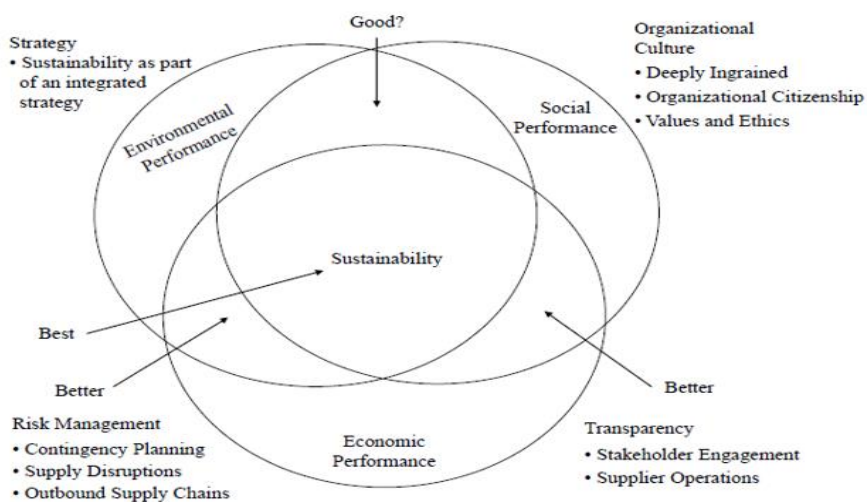 Good?
Strategy
• Sustainability as part
of an integrated
strategy
Organizational
Culture
• Deeply Ingrained
• Organizational Citizenship
• Values and Ethics
Environmental
Performance
Social
Performance
Sustainability
Best
Better
Better
Risk Management
• Contingency Planning
• Supply Disruptions
• Outbound Supply Chains
Economic
Performance
Transparency
• Stakeholder Engagement
• Supplier Operations